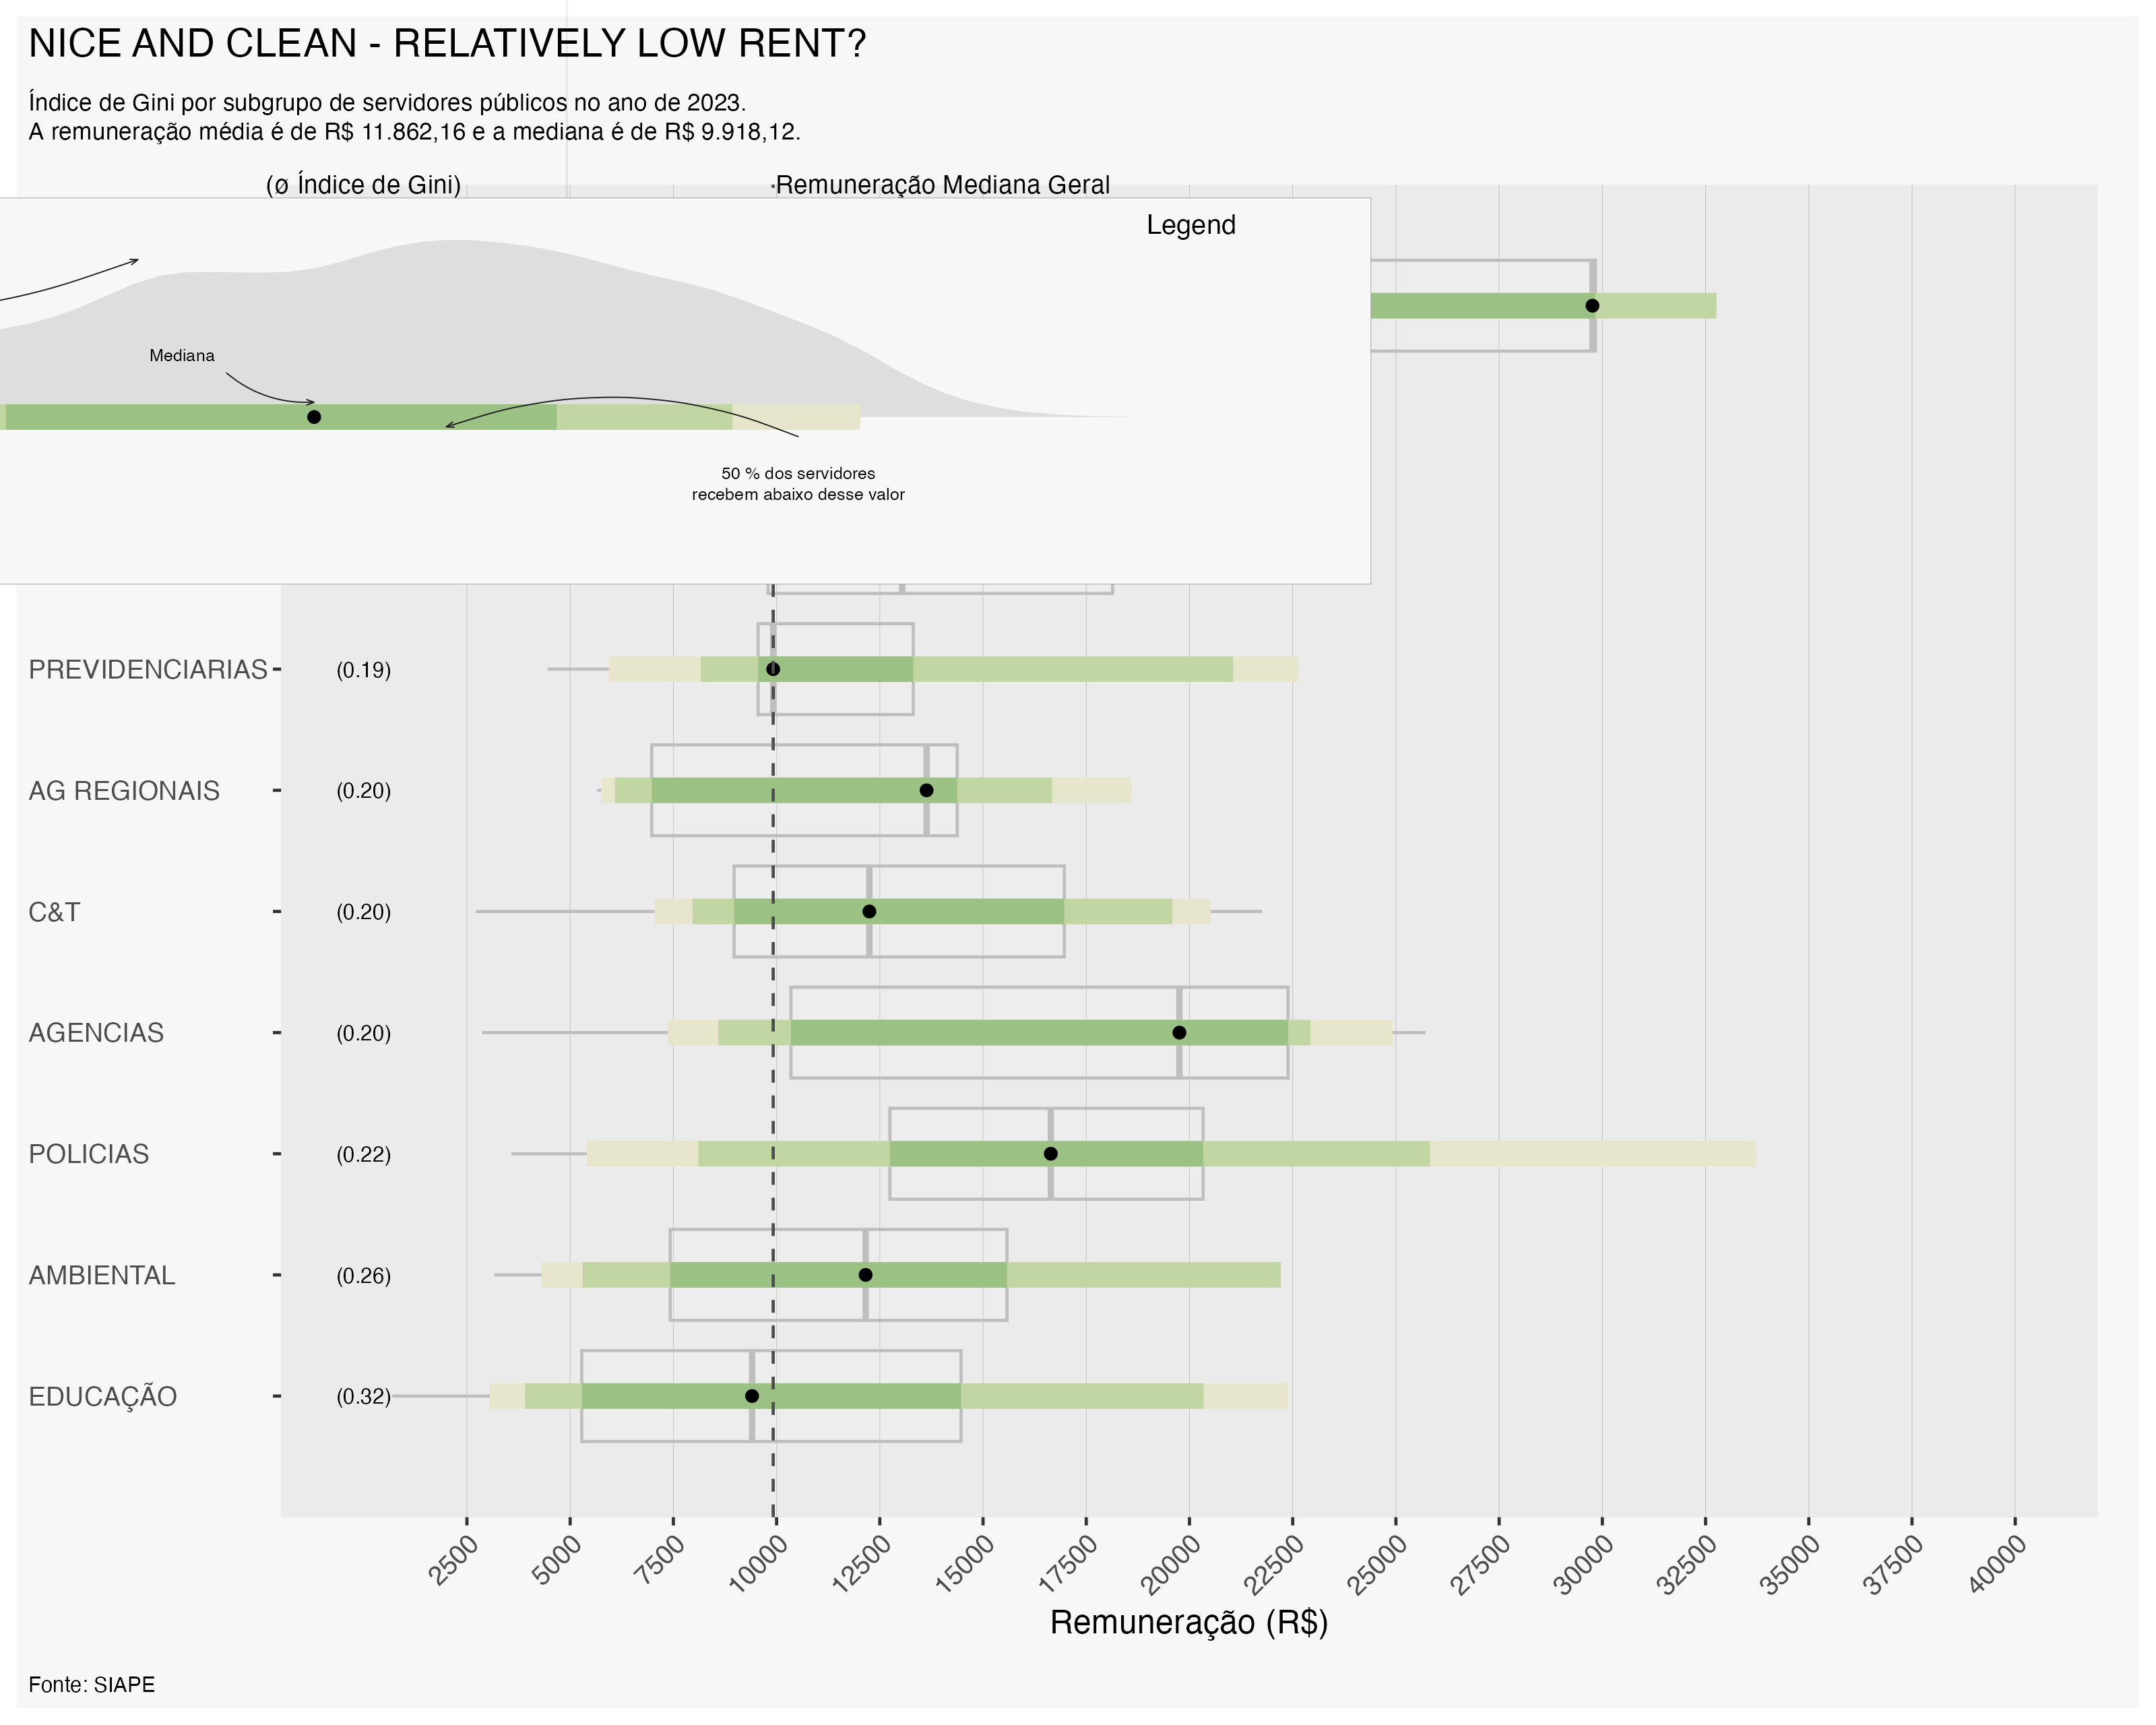 NICE AND CLEAN - RELATIVELY LOW RENT?
Índice de Gini por subgrupo de servidores públicos no ano de 2023.
A remuneração média é de R$ 11.862,16 e a mediana é de R$ 9.918,12.
(ø Índice de Gini)
Remuneração Mediana Geral
Legend
Mediana
50 % dos servidores
recebem abaixo desse valor
PREVIDENCIARIAS (0.19)
AG REGIONAIS (0.20)
C&T (0.20)
AGENCIAS (0.20)
POLICIAS (0.22)
AMBIENTAL (0.26)
EDUCAÇÃO (0.32)
2500 5000 7500 10000 12500 15000 17500 20000 22500 25000 27500 30000 32500 35000 37500 40000
Remuneração (R$)
Fonte: SIAPE